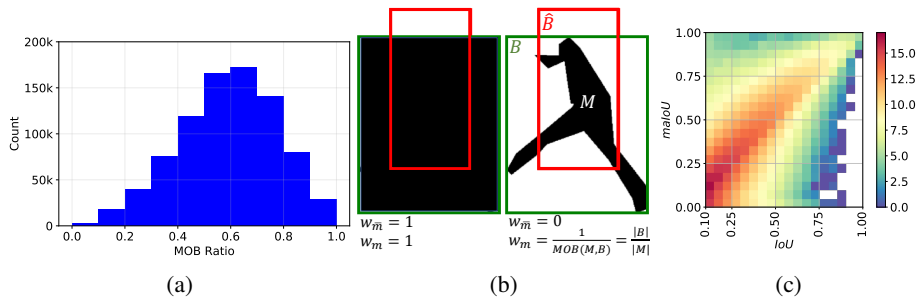 200k
150k
100k
50k
0
Count
0.0 0.2 0.4 0.6 0.8 1.0
MOB Ratio
(a)
B
B̂
M
w_m̅ = 1
w_m = 1
w_m̅ = 0
w_m = 1/MOB(M,B) = |B|/|M|
(b)
1.00
0.75
0.50
0.25
0.00
maIoU
0.10 0.25 0.50 0.75 1.00
IoU
15.0
12.5
10.0
7.5
5.0
2.5
0.0
(c)